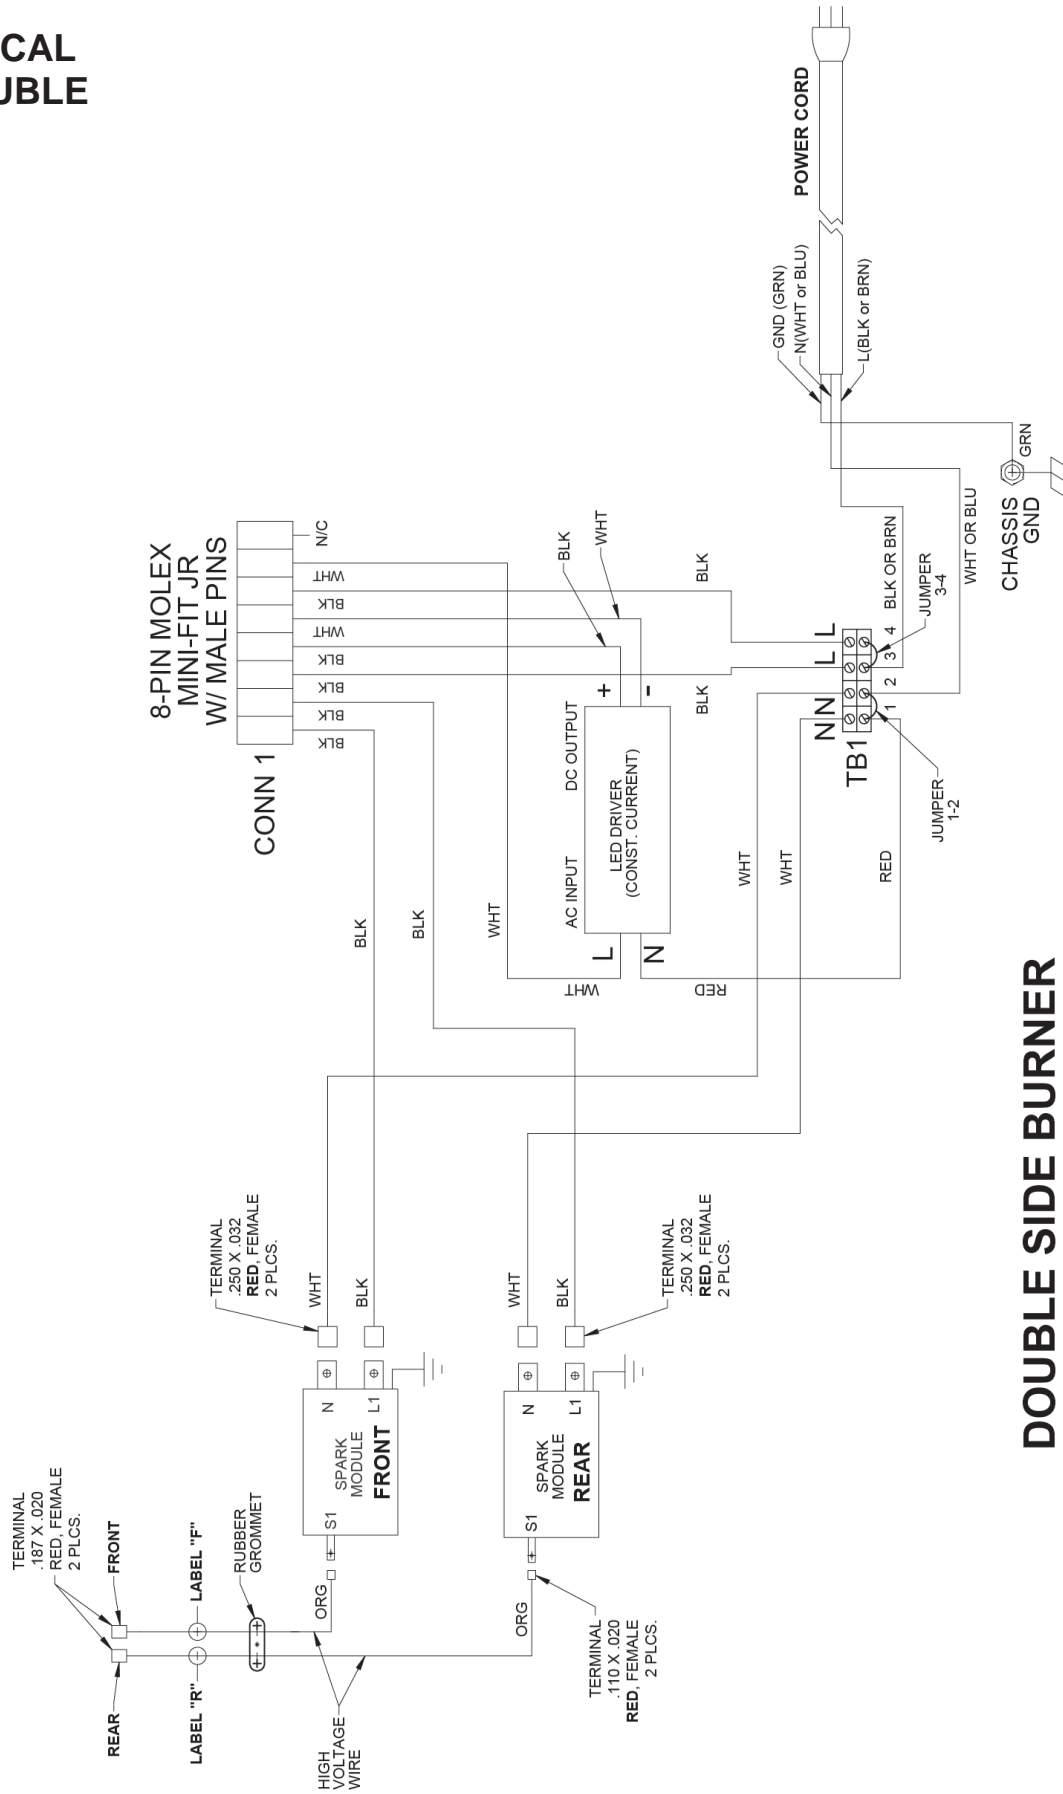 CAL
UBLE
POWER CORD
GND (GRN)
N(WHT or BLU)
L(BLK or BRN)
GRN
CHASSIS
GND
WHT OR BLU
BLK OR BRN
JUMPER
3-4
8-PIN MOLEX
MINI-FIT JR
W/ MALE PINS
CONN 1
N/C
WHT
BLK
WHT
BLK
BLK
BLK
BLK
BLK
WHT
BLK
BLK
+
-
DC OUTPUT
LED DRIVER
(CONST. CURRENT)
AC INPUT
L
N
WHT
RED
L
L
N
N
4
3
2
1
TB1
JUMPER
1-2
WHT
WHT
RED
BLK
BLK
WHT
TERMINAL
.250 X .032
RED, FEMALE
2 PLCS.
WHT
BLK
WHT
BLK
TERMINAL
.250 X .032
RED, FEMALE
2 PLCS.
N
L1
SPARK
MODULE
FRONT
S1
N
L1
SPARK
MODULE
REAR
S1
TERMINAL
.187 X .020
RED, FEMALE
2 PLCS.
FRONT
REAR
LABEL "F"
LABEL "R"
RUBBER
GROMMET
ORG
ORG
HIGH
VOLTAGE
WIRE
TERMINAL
.110 X .020
RED, FEMALE
2 PLCS.
DOUBLE SIDE BURNER